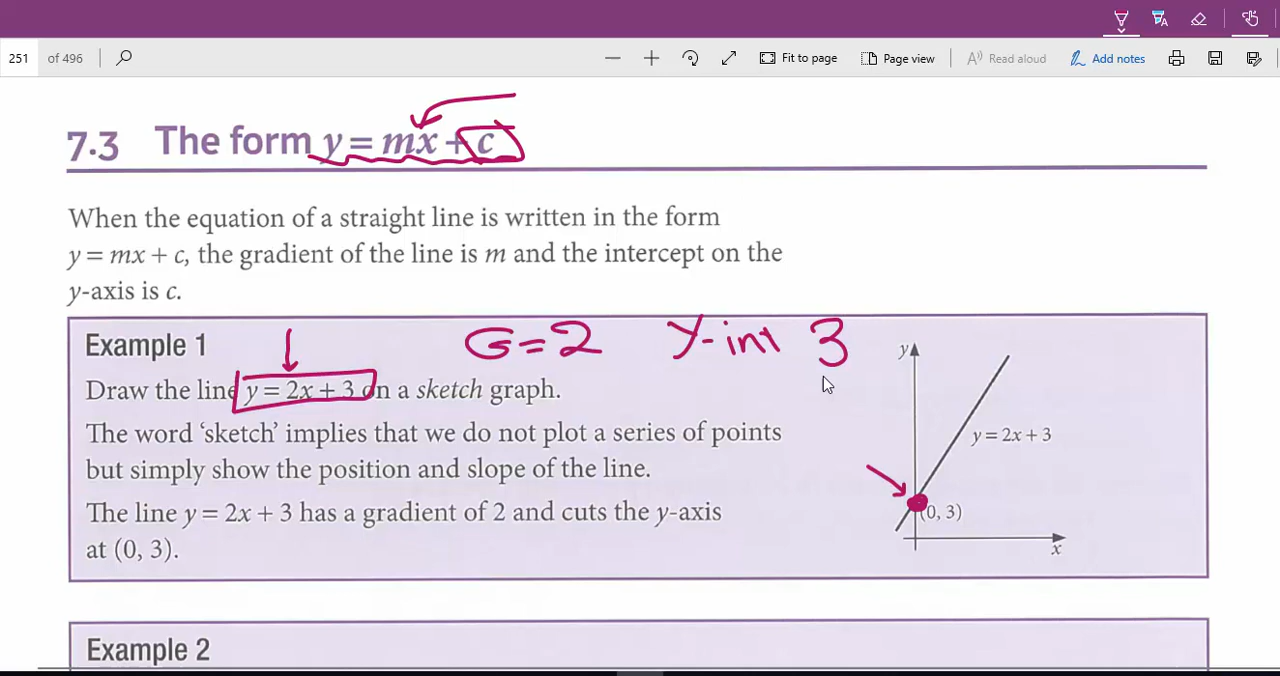 251 of 496 Fit to page Page view Read aloud Add notes
7.3 The form y = mx + c
When the equation of a straight line is written in the form
y = mx + c, the gradient of the line is m and the intercept on the
y-axis is c.
Example 1
G = 2 Y-int 3
Draw the line y = 2x + 3 on a sketch graph.
The word ‘sketch’ implies that we do not plot a series of points
but simply show the position and slope of the line.
The line y = 2x + 3 has a gradient of 2 and cuts the y-axis
at (0, 3).
y
y = 2x + 3
(0, 3)
x
Example 2